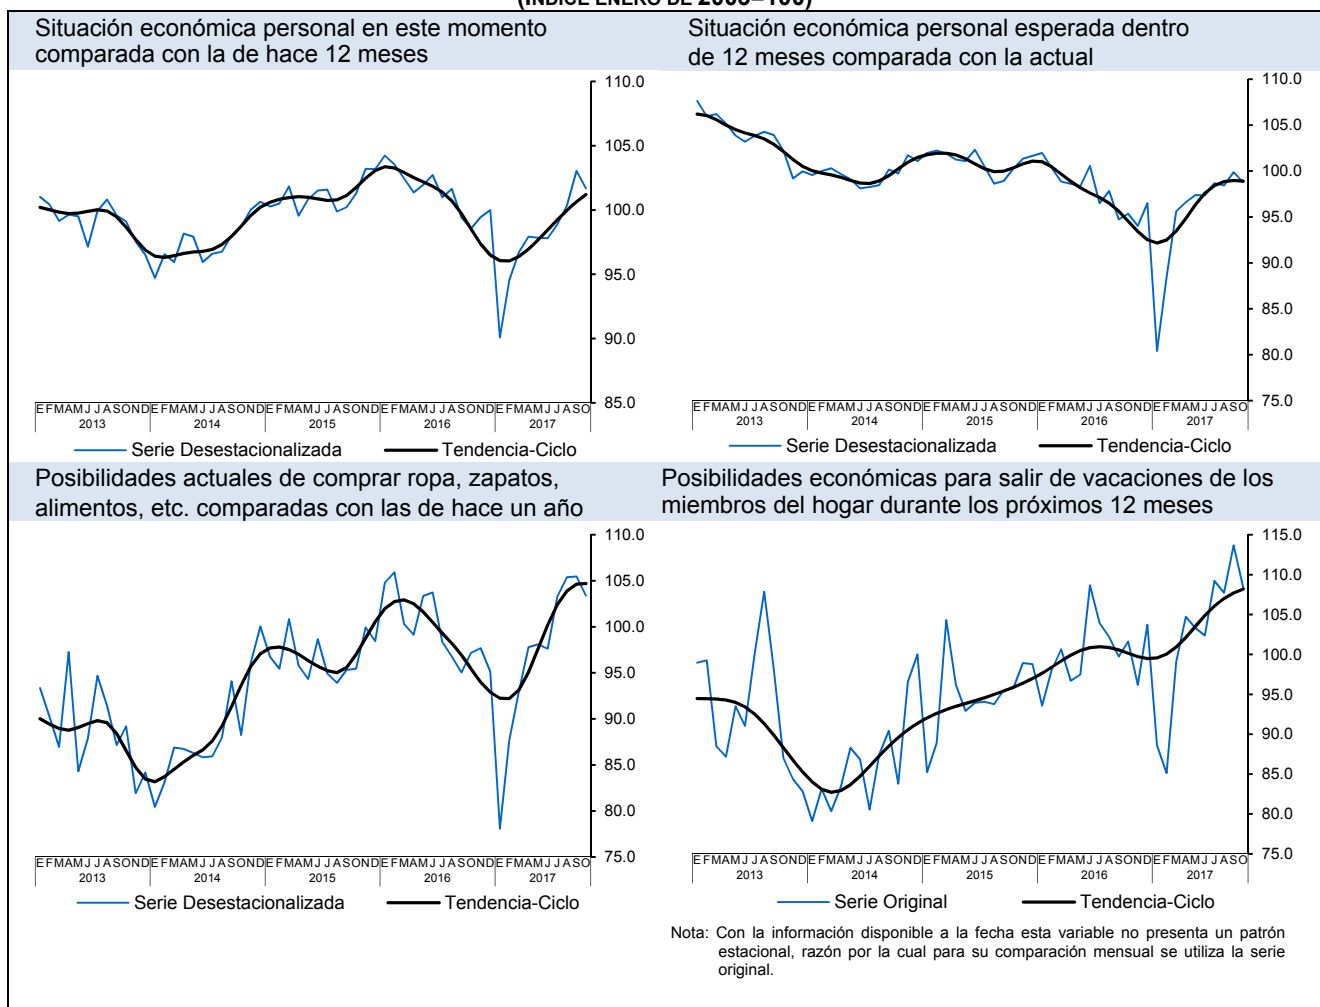 (ÍNDICE ENERO DE 2003=100)
Situación económica personal en este momento
comparada con la de hace 12 meses
110.0
105.0
100.0
95.0
90.0
85.0
E F M A M J J A S O N D E F M A M J J A S O N D E F M A M J J A S O N D E F M A M J J A S O N D E F M A M J J A S O
2013 2014 2015 2016 2017
Serie Desestacionalizada Tendencia-Ciclo
Situación económica personal esperada dentro
de 12 meses comparada con la actual
110.0
105.0
100.0
95.0
90.0
85.0
80.0
75.0
E F M A M J J A S O N D E F M A M J J A S O N D E F M A M J J A S O N D E F M A M J J A S O N D E F M A M J J A S O
2013 2014 2015 2016 2017
Serie Desestacionalizada Tendencia-Ciclo
Posibilidades actuales de comprar ropa, zapatos,
alimentos, etc. comparadas con las de hace un año
110.0
105.0
100.0
95.0
90.0
85.0
80.0
75.0
E F M A M J J A S O N D E F M A M J J A S O N D E F M A M J J A S O N D E F M A M J J A S O N D E F M A M J J A S O
2013 2014 2015 2016 2017
Serie Desestacionalizada Tendencia-Ciclo
Posibilidades económicas para salir de vacaciones de los
miembros del hogar durante los próximos 12 meses
115.0
110.0
105.0
100.0
95.0
90.0
85.0
80.0
75.0
E F M A M J J A S O N D E F M A M J J A S O N D E F M A M J J A S O N D E F M A M J J A S O N D E F M A M J J A S O
2013 2014 2015 2016 2017
Serie Original Tendencia-Ciclo
Nota: Con la información disponible a la fecha esta variable no presenta un patrón
estacional, razón por la cual para su comparación mensual se utiliza la serie
original.